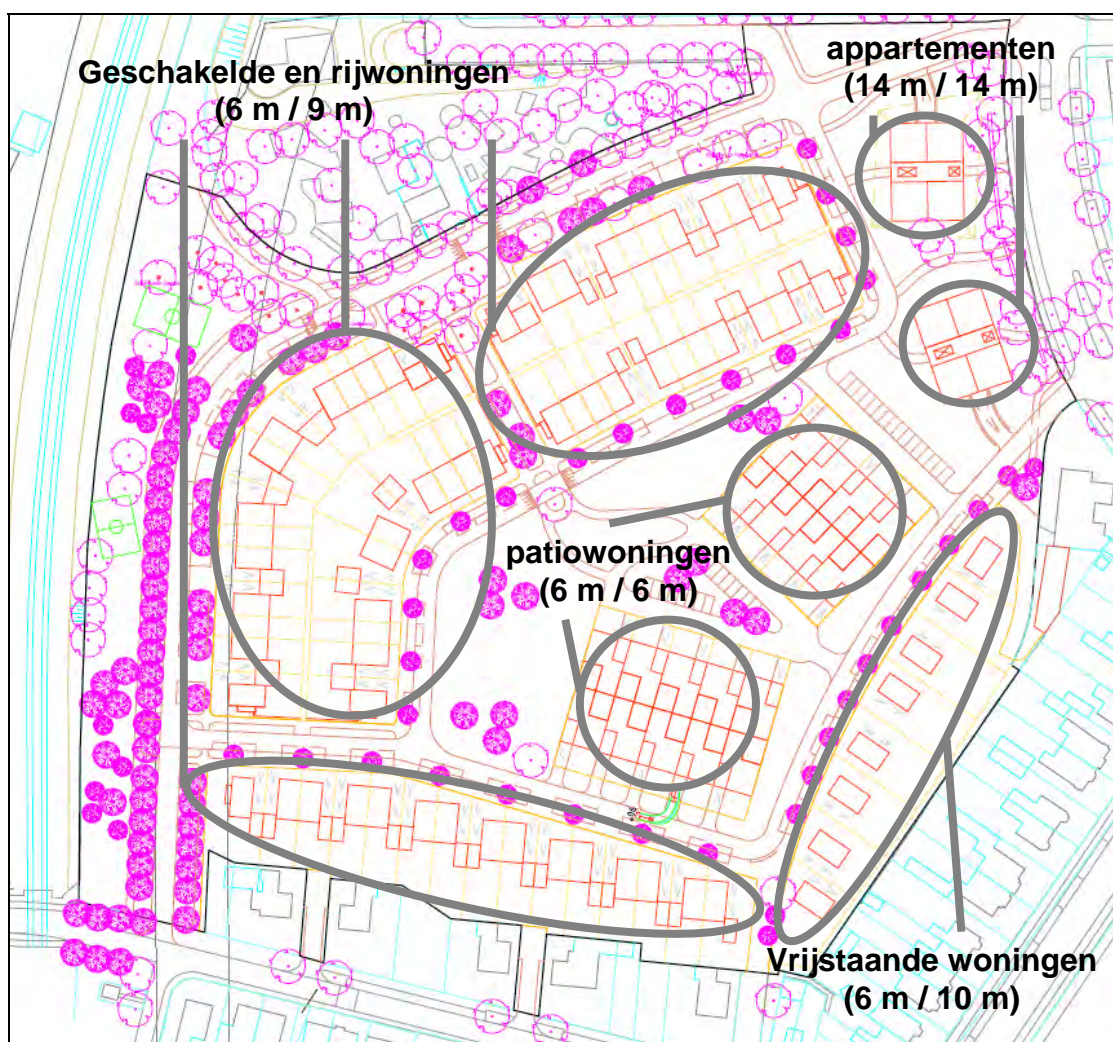 Geschakelde en rijwoningen
(6 m / 9 m)
appartementen
(14 m / 14 m)
patiowoningen
(6 m / 6 m)
Vrijstaande woningen
(6 m / 10 m)